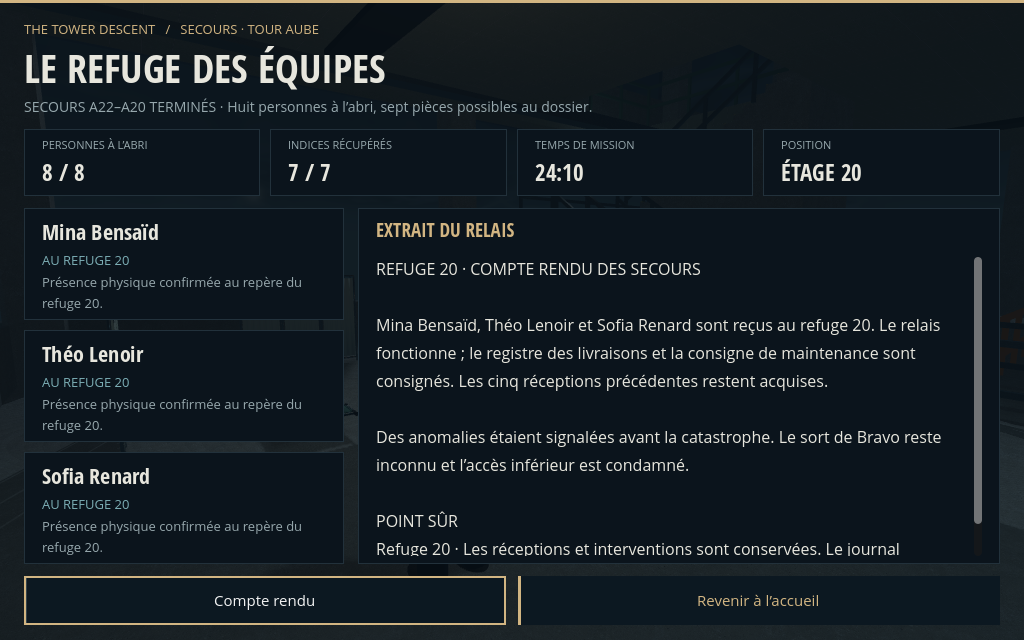 THE TOWER DESCENT / SECOURS · TOUR AUBE
LE REFUGE DES ÉQUIPES
SECOURS A22–A20 TERMINÉS · Huit personnes à l’abri, sept pièces possibles au dossier.
PERSONNES À L’ABRI
8 / 8
INDICES RÉCUPÉRÉS
7 / 7
TEMPS DE MISSION
24:10
POSITION
ÉTAGE 20
Mina Bensaïd
AU REFUGE 20
Présence physique confirmée au repère du
refuge 20.
Théo Lenoir
AU REFUGE 20
Présence physique confirmée au repère du
refuge 20.
Sofia Renard
AU REFUGE 20
Présence physique confirmée au repère du
refuge 20.
EXTRAIT DU RELAIS
REFUGE 20 · COMPTE RENDU DES SECOURS
Mina Bensaïd, Théo Lenoir et Sofia Renard sont reçus au refuge 20. Le relais
fonctionne ; le registre des livraisons et la consigne de maintenance sont
consignés. Les cinq réceptions précédentes restent acquises.
Des anomalies étaient signalées avant la catastrophe. Le sort de Bravo reste
inconnu et l’accès inférieur est condamné.
POINT SÛR
Refuge 20 · Les réceptions et interventions sont conservées. Le journal
Compte rendu
Revenir à l’accueil